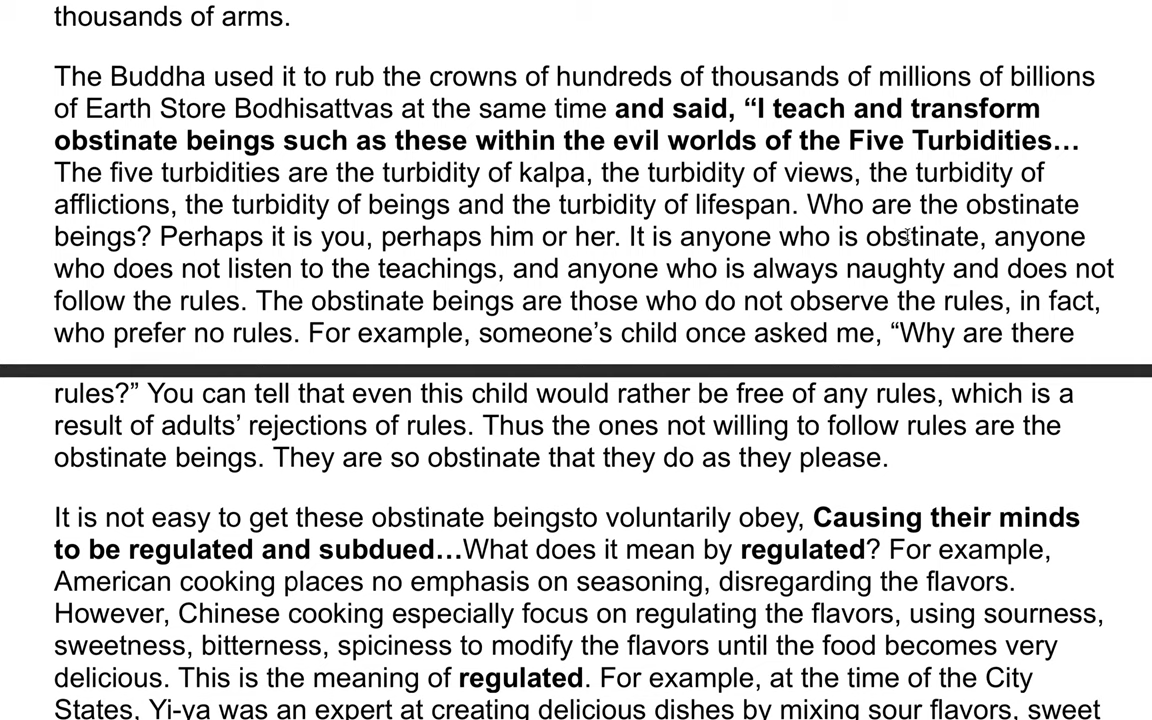 thousands of arms.
The Buddha used it to rub the crowns of hundreds of thousands of millions of billions
of Earth Store Bodhisattvas at the same time and said, “I teach and transform
obstinate beings such as these within the evil worlds of the Five Turbidities…
The five turbidities are the turbidity of kalpa, the turbidity of views, the turbidity of
afflictions, the turbidity of beings and the turbidity of lifespan. Who are the obstinate
beings? Perhaps it is you, perhaps him or her. It is anyone who is obstinate, anyone
who does not listen to the teachings, and anyone who is always naughty and does not
follow the rules. The obstinate beings are those who do not observe the rules, in fact,
who prefer no rules. For example, someone’s child once asked me, “Why are there
rules?” You can tell that even this child would rather be free of any rules, which is a
result of adults’ rejections of rules. Thus the ones not willing to follow rules are the
obstinate beings. They are so obstinate that they do as they please.
It is not easy to get these obstinate beingsto voluntarily obey, Causing their minds
to be regulated and subdued…What does it mean by regulated? For example,
American cooking places no emphasis on seasoning, disregarding the flavors.
However, Chinese cooking especially focus on regulating the flavors, using sourness,
sweetness, bitterness, spiciness to modify the flavors until the food becomes very
delicious. This is the meaning of regulated. For example, at the time of the City
States, Yi-ya was an expert at creating delicious dishes by mixing sour flavors, sweet